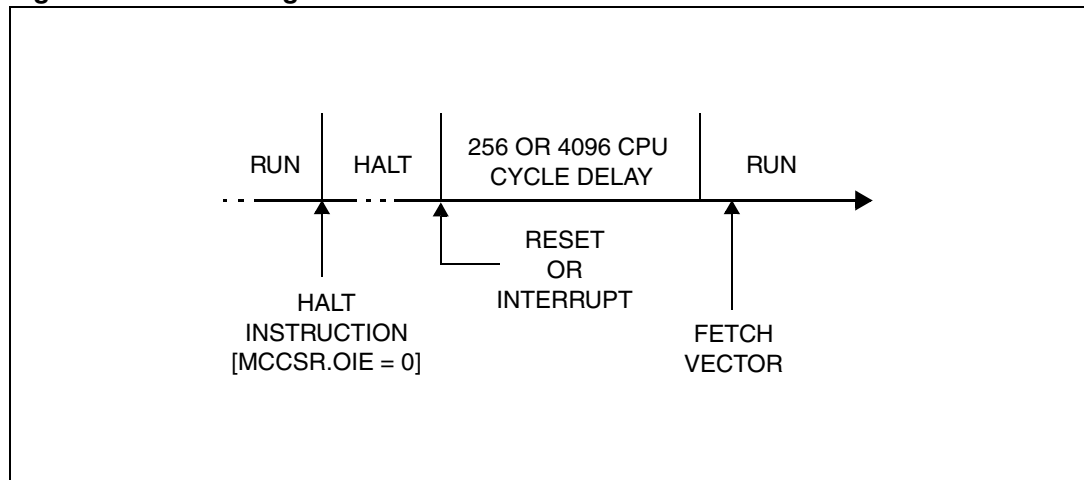 RUN
HALT
256 OR 4096 CPU
CYCLE DELAY
RUN
RESET
OR
INTERRUPT
HALT
INSTRUCTION
[MCCSR.OIE = 0]
FETCH
VECTOR